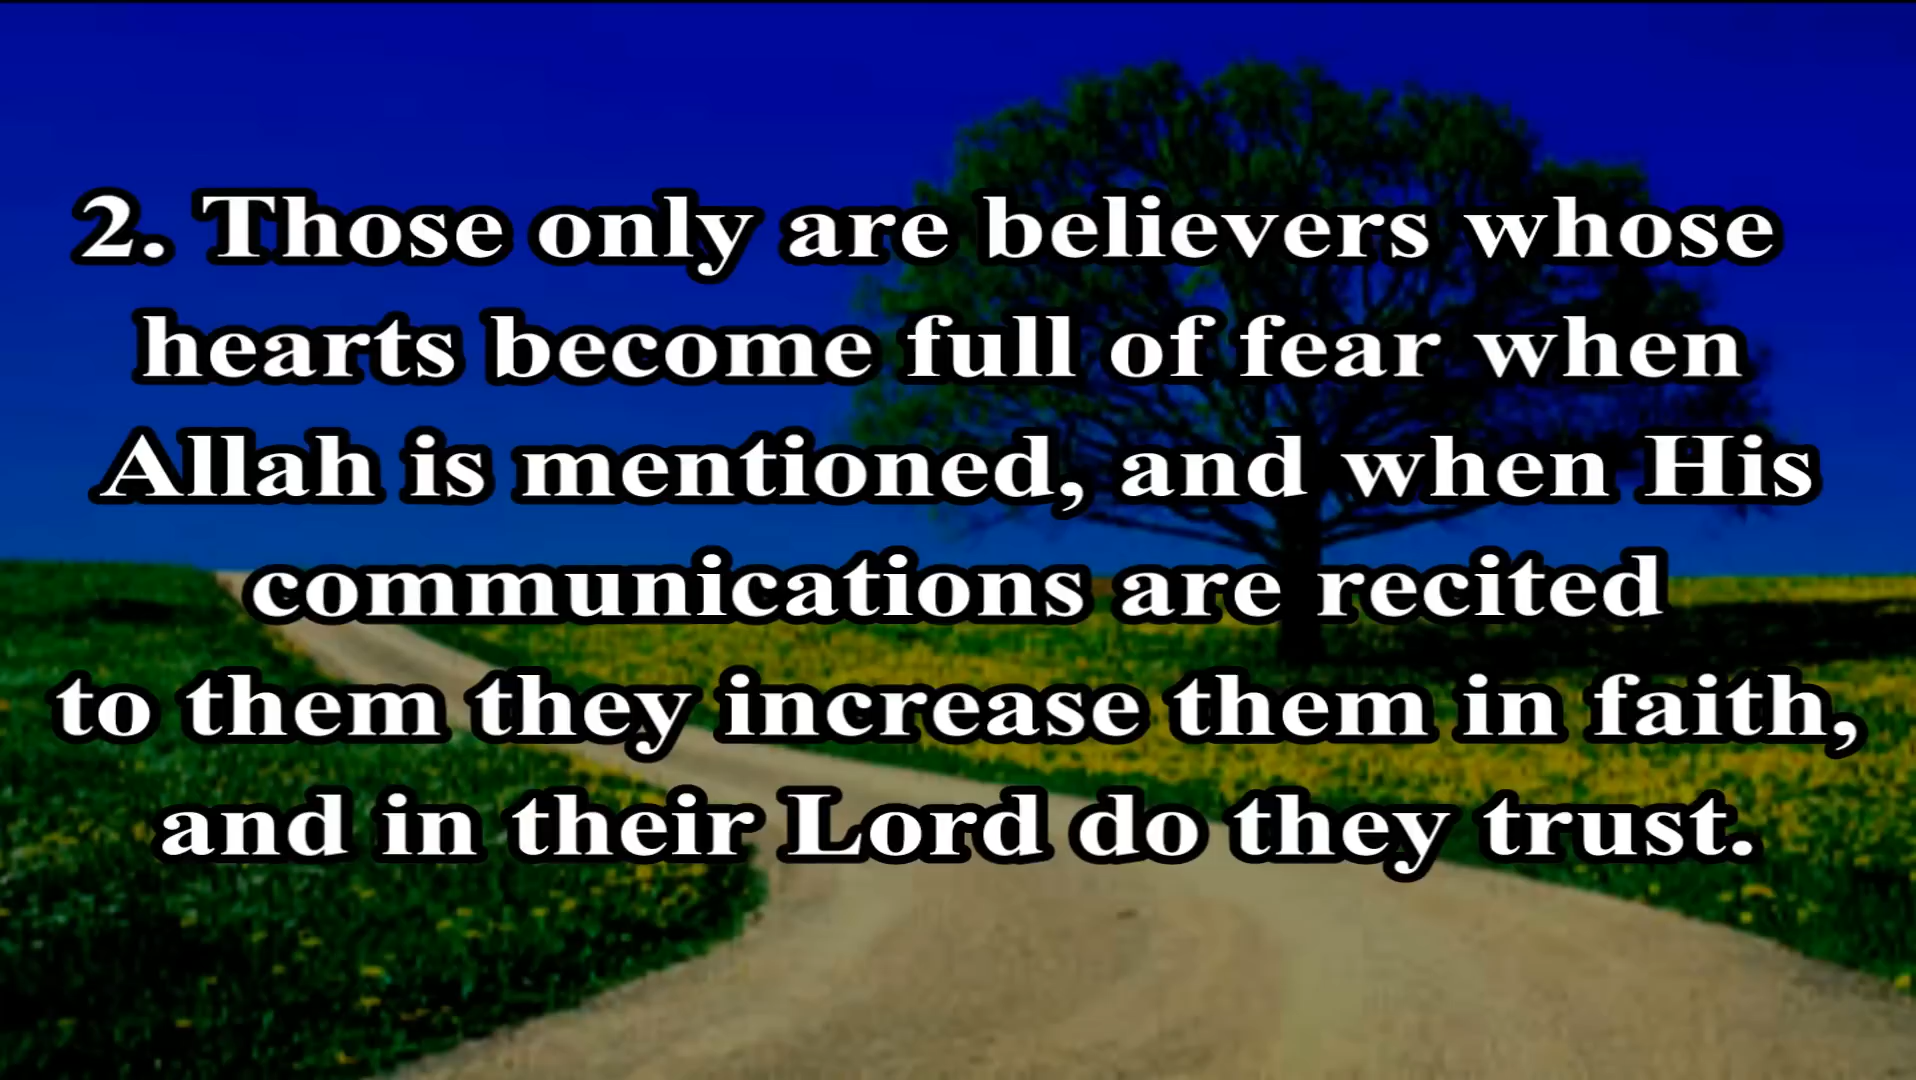 2. Those only are believers whose
hearts become full of fear when
Allah is mentioned, and when His
communications are recited
to them they increase them in faith,
and in their Lord do they trust.